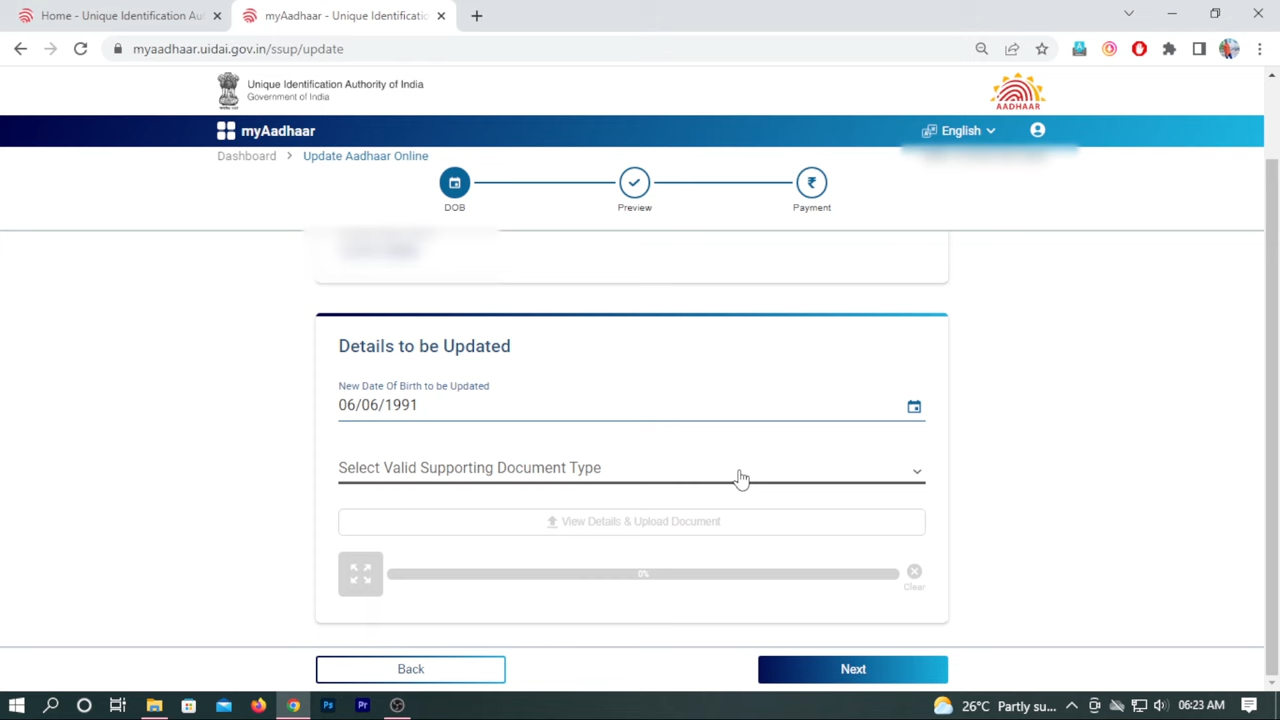 Home - Unique Identification Au
myAadhaar - Unique Identificatio
myaadhaar.uidai.gov.in/ssup/update
Unique Identification Authority of India
Government of India
AADHAAR
myAadhaar
English
Dashboard > Update Aadhaar Online
DOB
Preview
₹
Payment
Details to be Updated
New Date Of Birth to be Updated
06/06/1991
Select Valid Supporting Document Type
View Details & Upload Document
0%
Clear
Back
Next
Ps
Pr
26°C Partly su...
06:23 AM